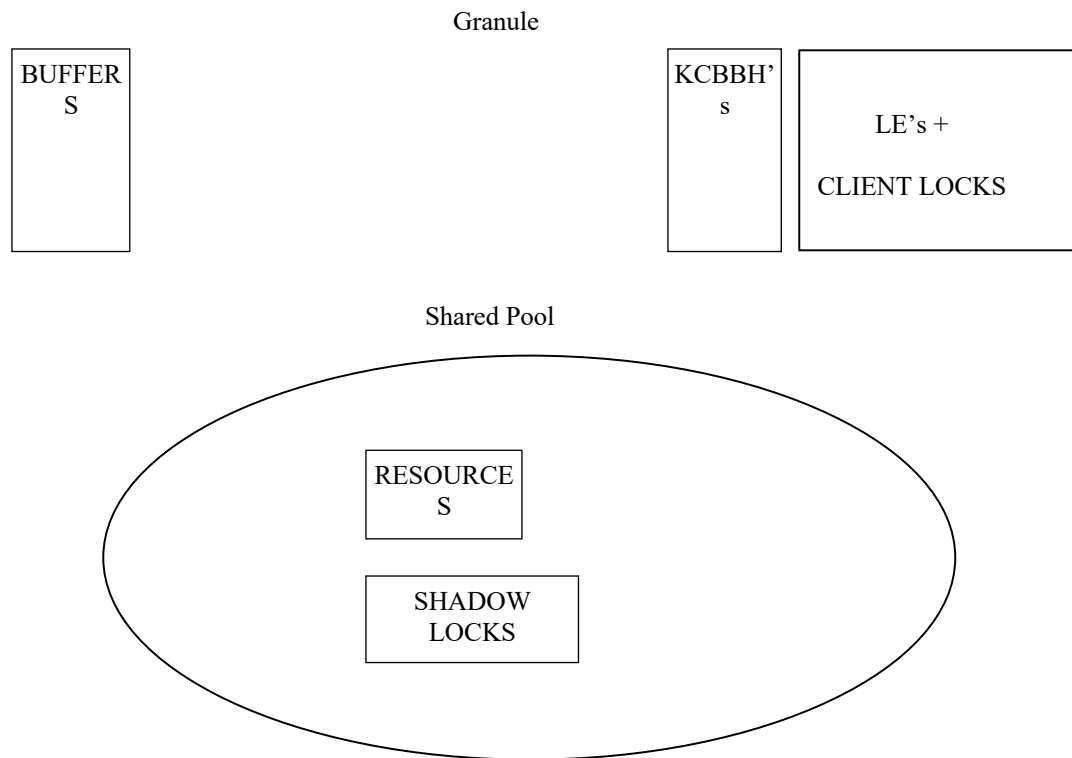 Granule
BUFFER
S
KCBBH’
s
LE’s +
CLIENT LOCKS
Shared Pool
RESOURCE
S
SHADOW
LOCKS